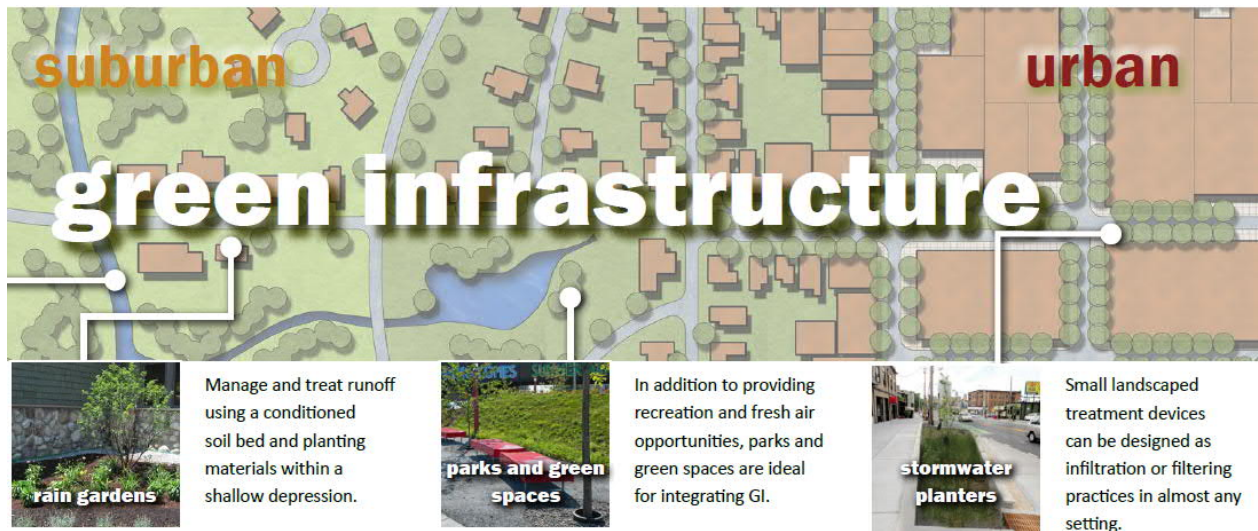 suburban
urban
green infrastructure
rain gardens
Manage and treat runoff
using a conditioned
soil bed and planting
materials within a
shallow depression.
parks and green
spaces
In addition to providing
recreation and fresh air
opportunities, parks and
green spaces are ideal
for integrating GI.
stormwater
planters
Small landscaped
treatment devices
can be designed as
infiltration or filtering
practices in almost any
setting.